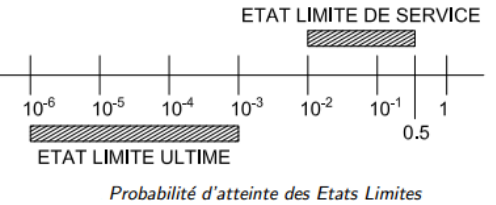 ETAT LIMITE DE SERVICE
10-6 10-5 10-4 10-3 10-2 10-1 1
0.5
ETAT LIMITE ULTIME
Probabilité d'atteinte des Etats Limites